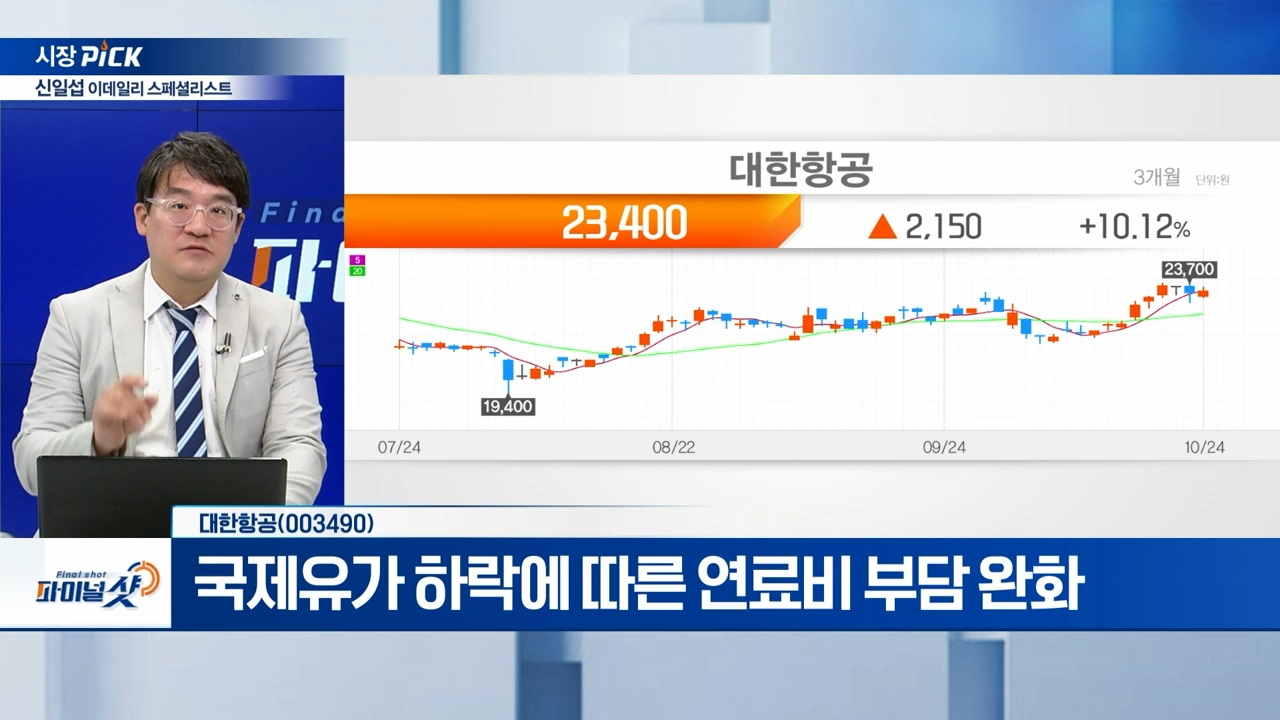 시장 PiCK
신일섭 이데일리 스페셜리스트
Fina
파이
대한항공
3개월 단위:원
23,400
▲ 2,150
+10.12%
5
20
23,700
19,400
07/24
08/22
09/24
10/24
대한항공(003490)
Final shot
파이널샷
국제유가 하락에 따른 연료비 부담 완화